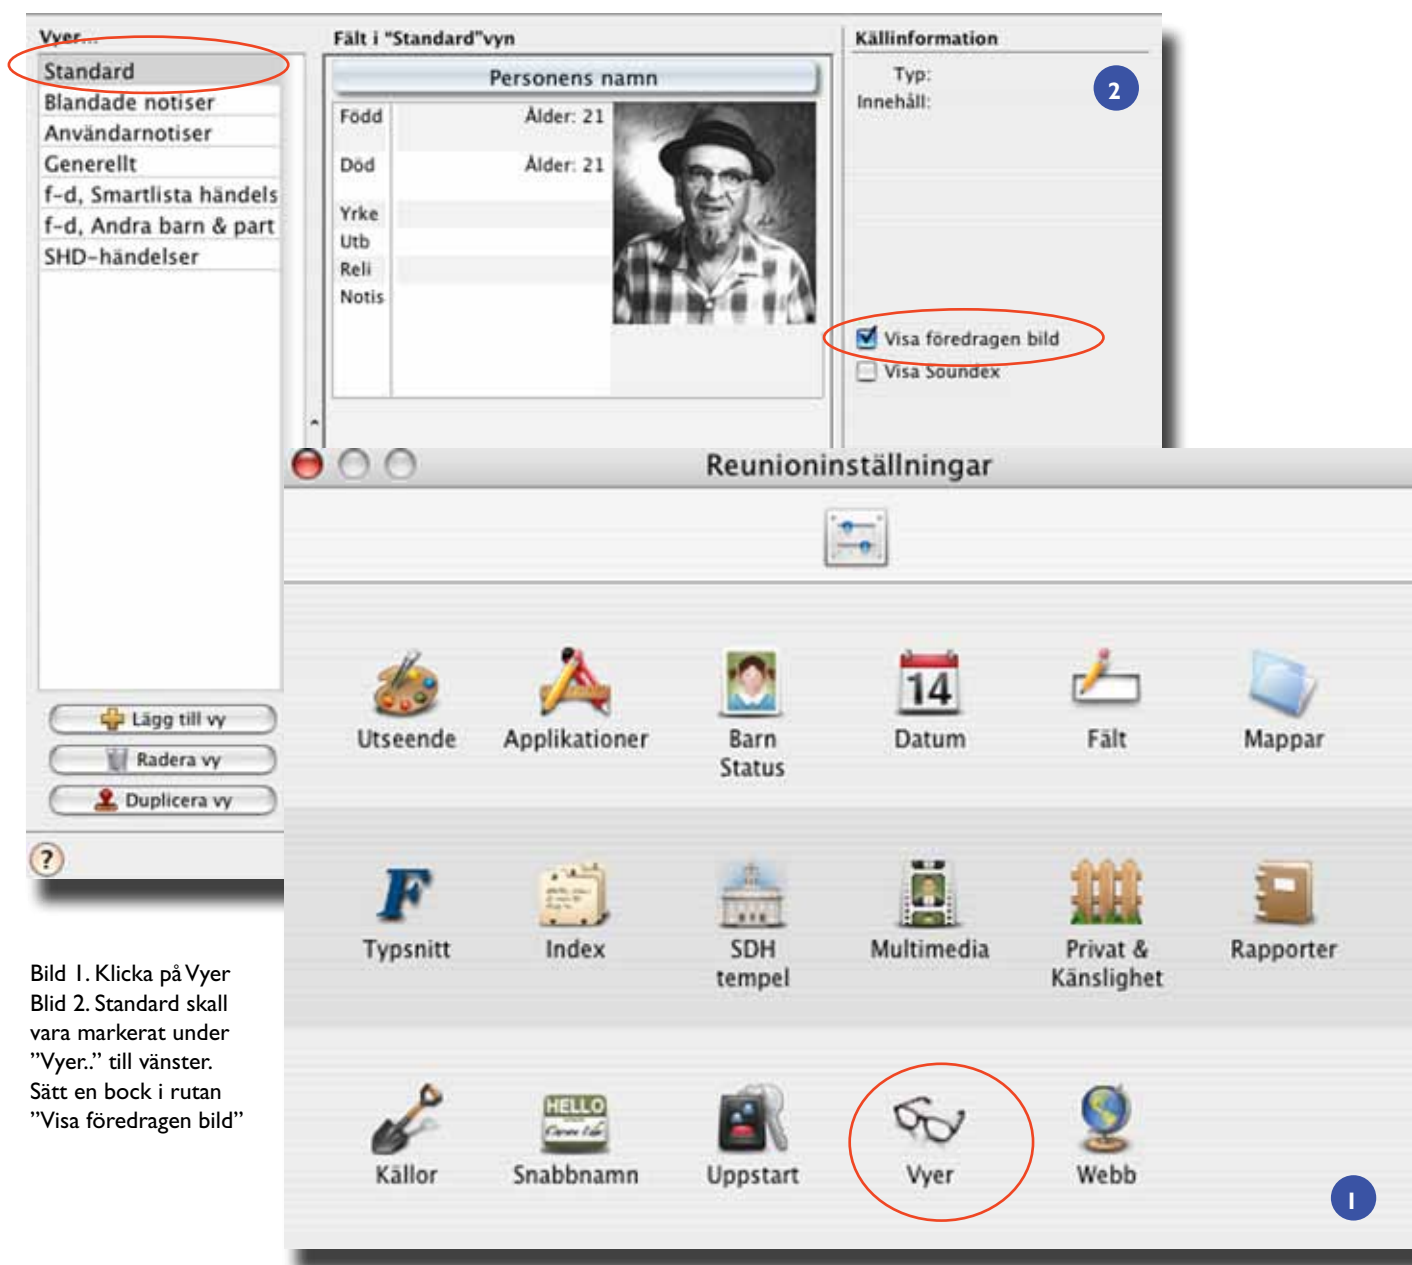 Vyer...
Standard
Blandade notiser
Användarnotiser
Generellt
f-d, Smartlista händels
f-d, Andra barn & part
SHD-händelser
Lägg till vy
Radera vy
Duplicera vy
?
Fält i "Standard"vyn
Personens namn
Född Ålder: 21
Död Ålder: 21
Yrke
Utb
Reli
Notis
Källinformation
Typ:
Innehåll:
2
Visa föredragen bild
Visa Soundex
Reunioninställningar
Utseende
Applikationer
Barn
Status
14
Datum
Fält
Mappar
F
Typsnitt
Index
SDH
tempel
Multimedia
Privat &
Känslighet
Rapporter
Källor
HELLO
Snabbnamn
Uppstart
Vyer
Webb
1
Bild 1. Klicka på Vyer
Blid 2. Standard skall
vara markerat under
”Vyer..” till vänster.
Sätt en bock i rutan
”Visa föredragen bild”